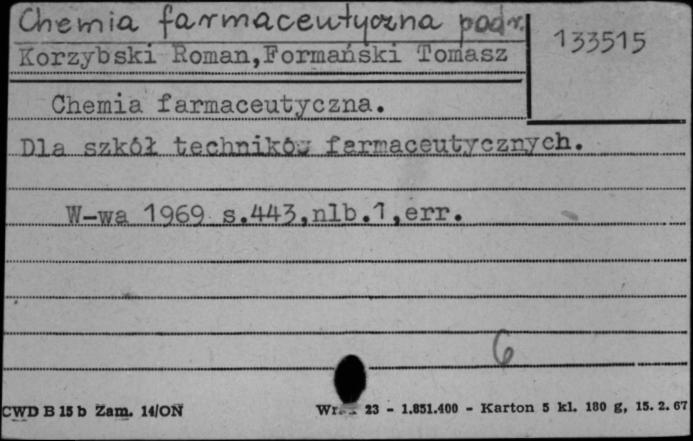 Chemia farmaceutyczna podr.
133515
Korzybski Roman,Formański Tomasz
Chemia farmaceutyczna.
Dla szkół techników farmaceutycznych.
W-wa 1969 s.443,nlb.1,err.
6
CWD B 15 b Zam. 14/ON
23 - 1.851.400 - Karton 5 kl. 180 g, 15. 2. 67